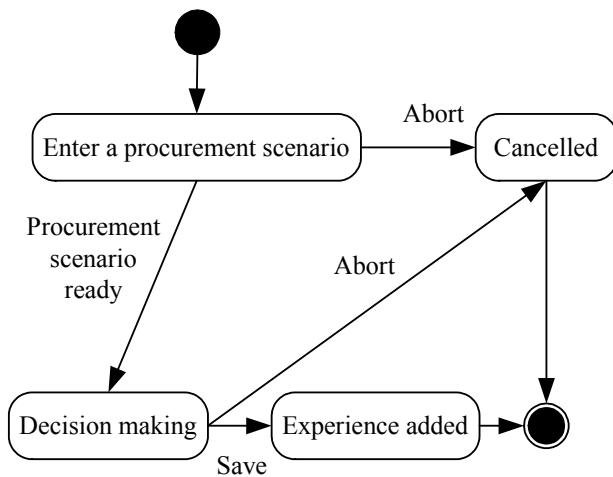 Abort
Enter a procurement scenario
Cancelled
Procurement
scenario
ready
Abort
Decision making
Experience added
Save